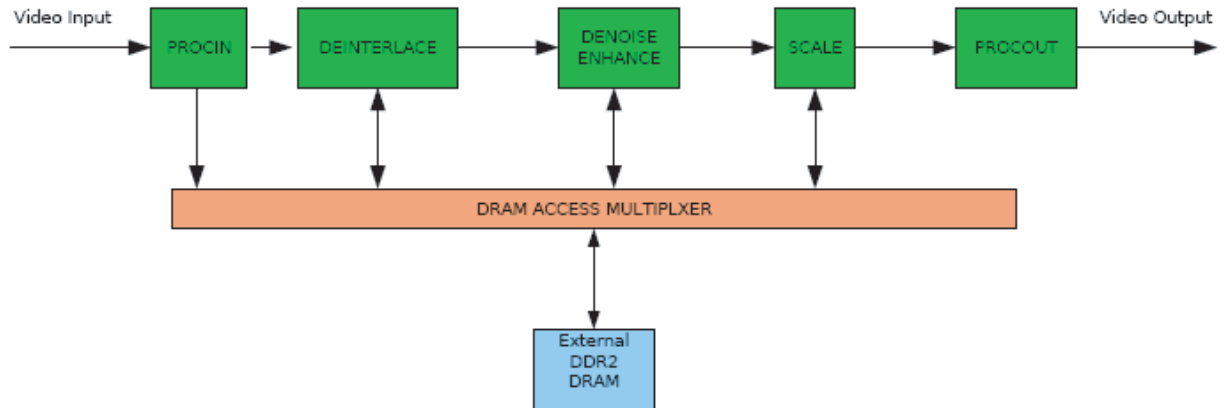 Video Input
Video Output
PROCIN
DEINTERLACE
DENOISE
ENHANCE
SCALE
PROCOUT
DRAM ACCESS MULTIPLXER
External
DDR2
DRAM